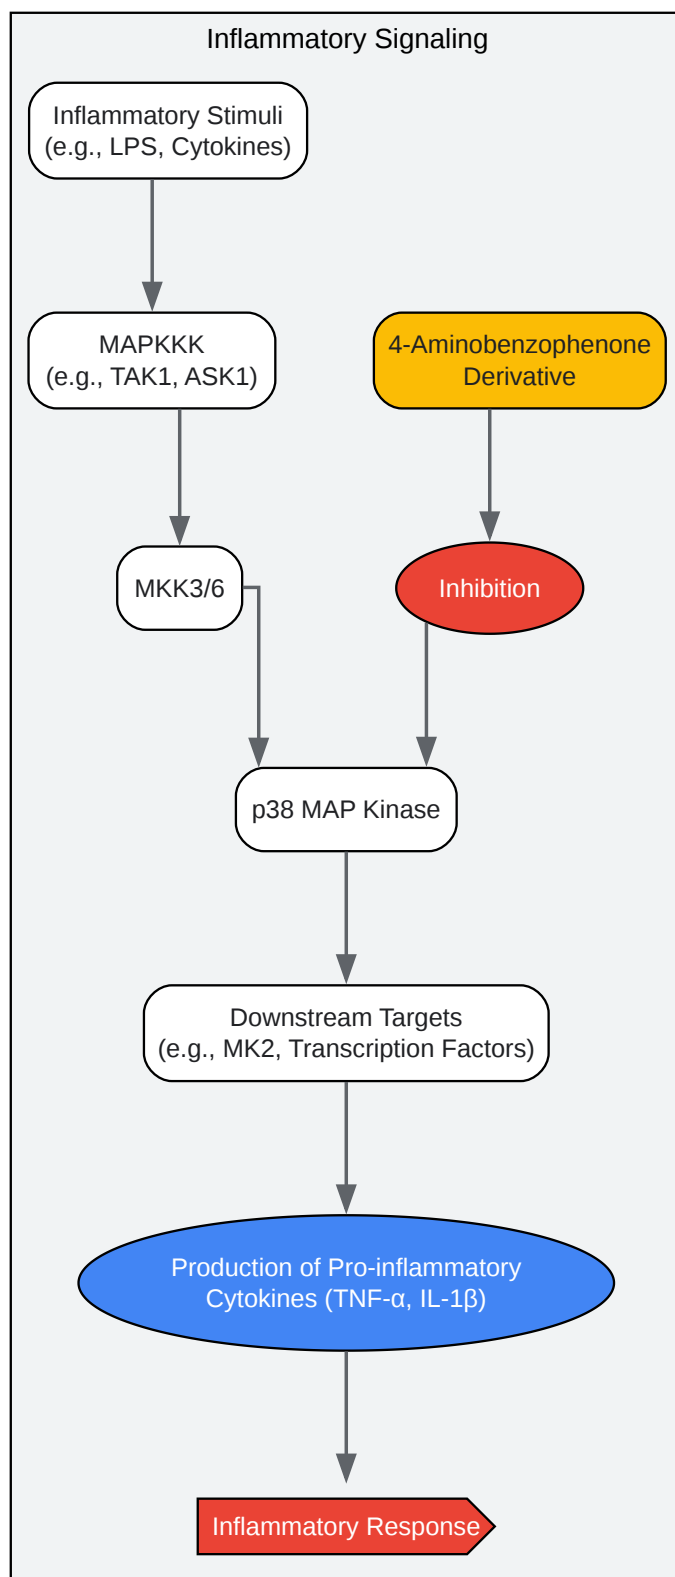 Inflammatory Signaling
Inflammatory Stimuli
(e.g., LPS, Cytokines)
MAPKKK
(e.g., TAK1, ASK1)
4-Aminobenzophenone
Derivative
MKK3/6
Inhibition
p38 MAP Kinase
Downstream Targets
(e.g., MK2, Transcription Factors)
Production of Pro-inflammatory
Cytokines (TNF-α, IL-1β)
Inflammatory Response